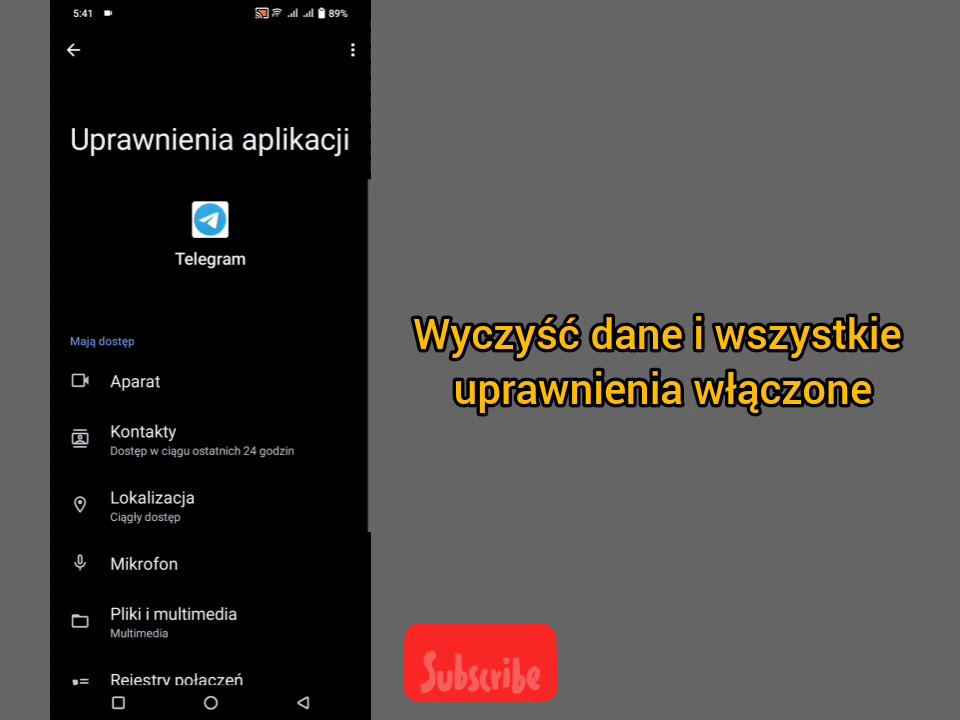 5:41
89%
Uprawnienia aplikacji
Telegram
Mają dostęp
Aparat
Kontakty
Dostęp w ciągu ostatnich 24 godzin
Lokalizacja
Ciągły dostęp
Mikrofon
Pliki i multimedia
Multimedia
Rejestry połączeń
Wyczyść dane i wszystkie
uprawnienia włączone
Subscribe